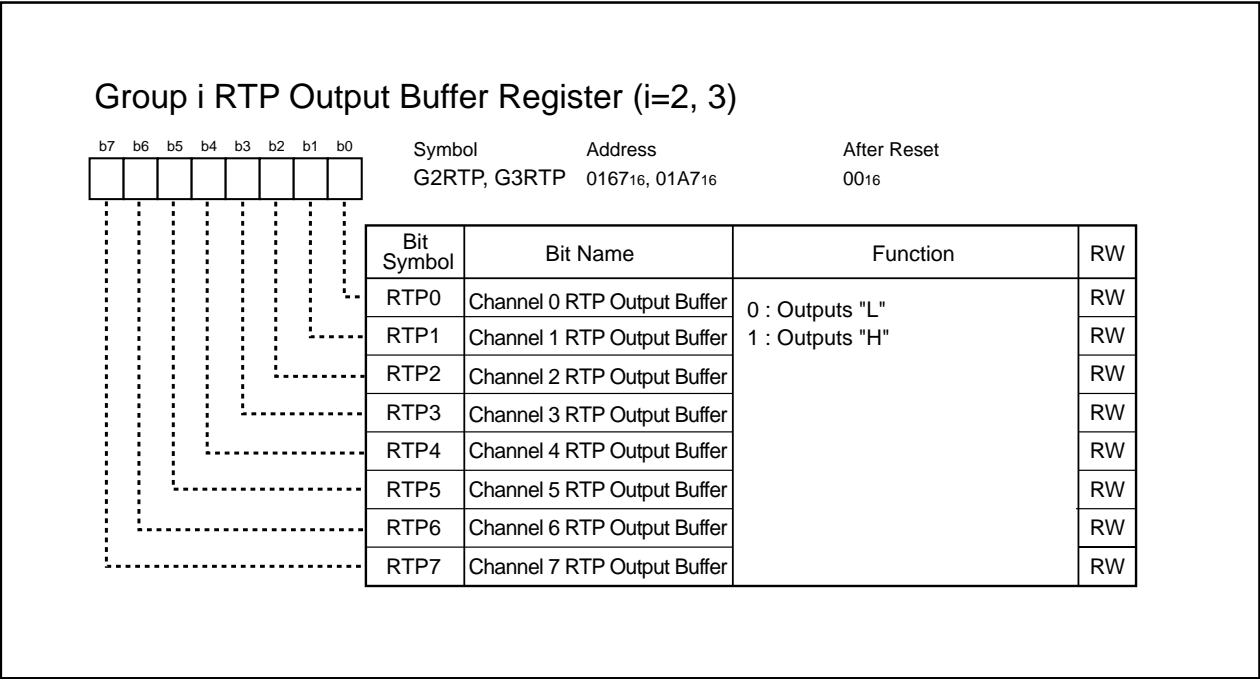 Group i RTP Output Buffer Register (i=2, 3)
b7 b6 b5 b4 b3 b2 b1 b0
Symbol Address After Reset
G2RTP, G3RTP 016716, 01A716 0016
Bit Symbol Bit Name Function RW
RTP0 Channel 0 RTP Output Buffer 0 : Outputs "L" RW
RTP1 Channel 1 RTP Output Buffer 1 : Outputs "H" RW
RTP2 Channel 2 RTP Output Buffer RW
RTP3 Channel 3 RTP Output Buffer RW
RTP4 Channel 4 RTP Output Buffer RW
RTP5 Channel 5 RTP Output Buffer RW
RTP6 Channel 6 RTP Output Buffer RW
RTP7 Channel 7 RTP Output Buffer RW